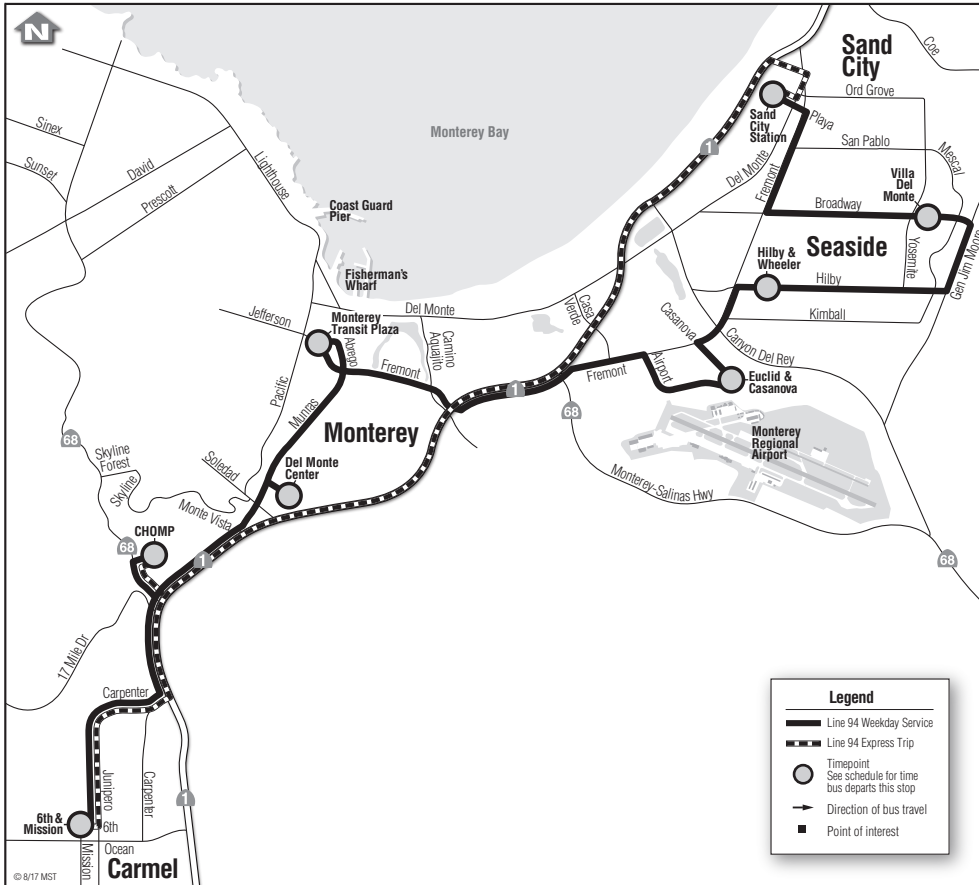 N
Sand
City
Coe
Ord Grove
Sand
City
Station
Playa
San Pablo
Mescal
Monterey Bay
1
Del Monte
Fremont
Villa
Del
Monte
Broadway
Seaside
Yosemite
Gen Jim Moore
Hilby &
Wheeler
Hilby
Kimball
Sinex
Sunset
David
Prescott
Lighthouse
Coast Guard
Pier
Fisherman's
Wharf
Del Monte
Casa
Verde
Casanova
Canyon Del Rey
Jefferson
Monterey
Transit Plaza
Abrego
Camino
Aguajito
Fremont
Fremont
Airport
Euclid &
Casanova
1
68
Pacific
Munras
Monterey
Monterey
Regional
Airport
Monterey-Salinas Hwy
68
68
Skyline
Forest
Skyline
Soledad
Del Monte
Center
Monte Vista
CHOMP
68
1
17 Mile Dr
Carpenter
Junipero
Carpenter
1
6th &
Mission
6th
Ocean
Mission
Carmel
© 8/17 MST
Legend
Line 94 Weekday Service
Line 94 Express Trip
Timepoint
See schedule for time
bus departs this stop
Direction of bus travel
Point of interest